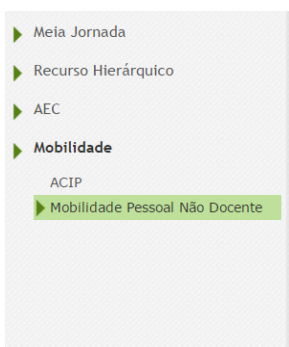 Meia Jornada
Recurso Hierárquico
AEC
Mobilidade
ACIP
Mobilidade Pessoal Não Docente